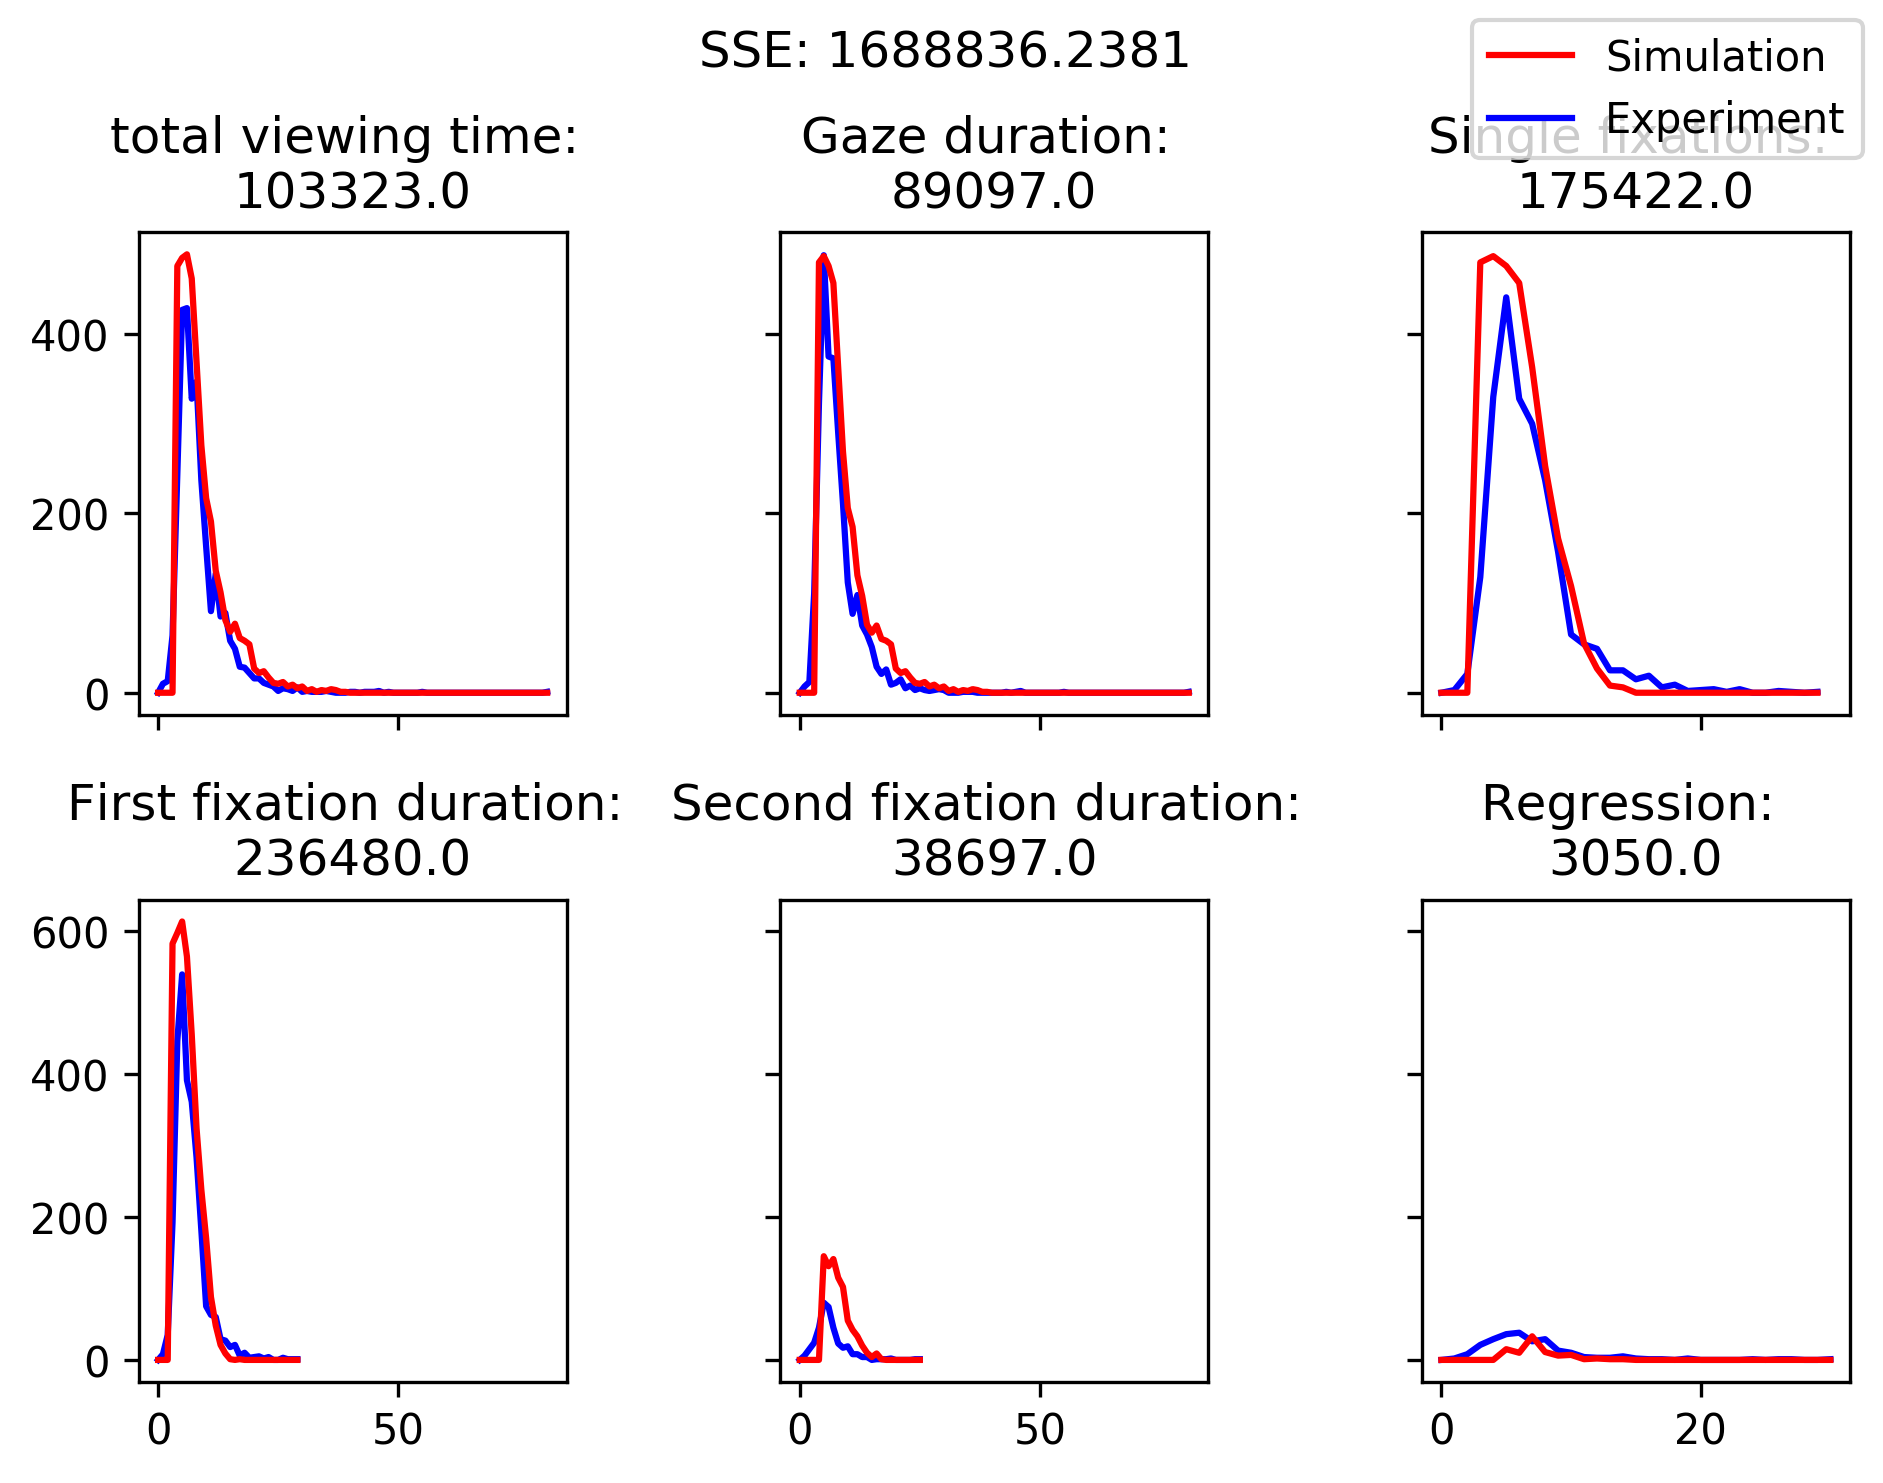 SSE: 1688836.2381
Simulation
Experiment
total viewing time:
103323.0
Gaze duration:
89097.0
Single fixations:
175422.0
400
200
0
First fixation duration:
236480.0
Second fixation duration:
38697.0
Regression:
3050.0
600
400
200
0
0 50
0 50
0 20